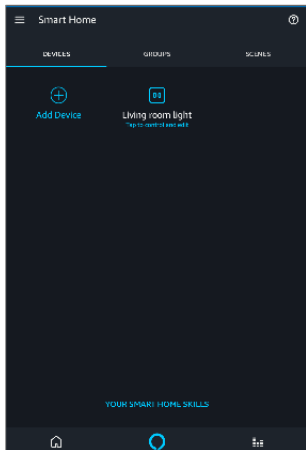 Smart Home
DEVICES GROUPS SCENES
Add Device Living room light
Tap to control and edit
YOUR SMART HOME SKILLS